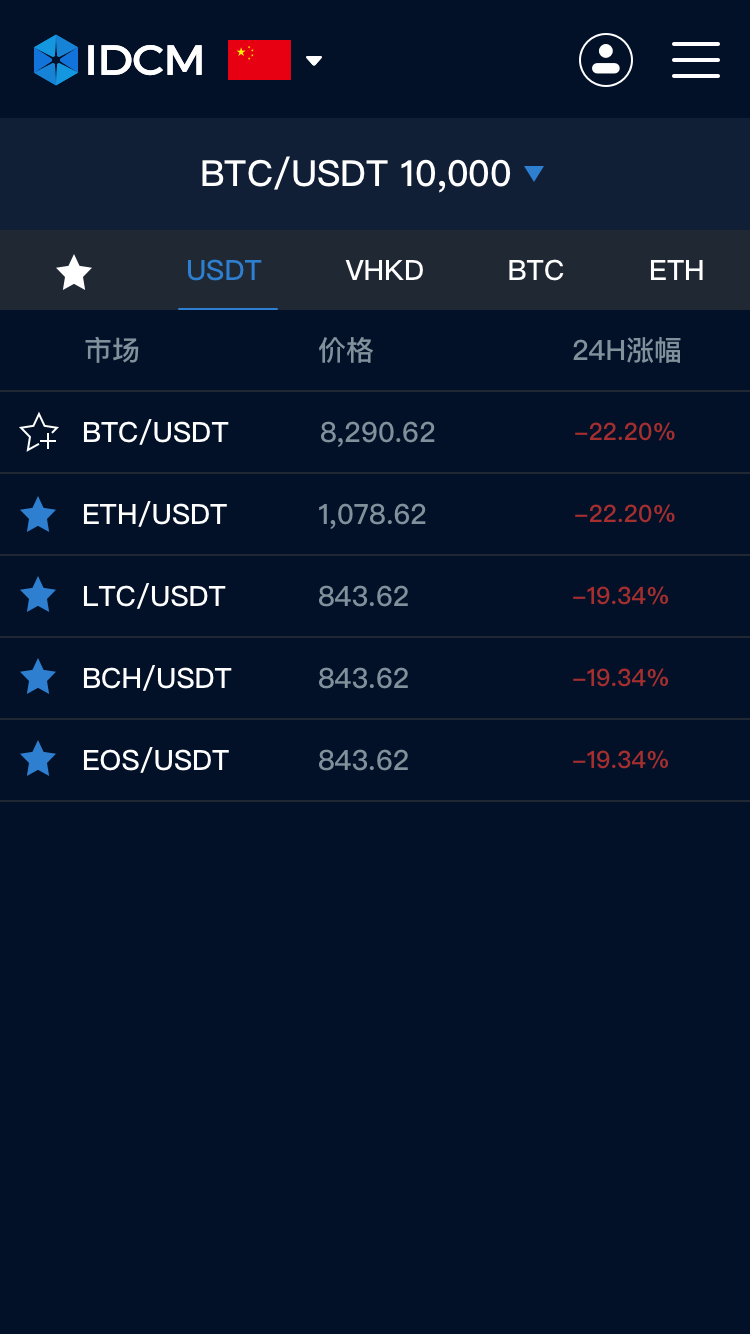 IDCM
BTC/USDT 10,000
USDT VHKD BTC ETH
市场 价格 24H涨幅
BTC/USDT 8,290.62 -22.20%
ETH/USDT 1,078.62 -22.20%
LTC/USDT 843.62 -19.34%
BCH/USDT 843.62 -19.34%
EOS/USDT 843.62 -19.34%